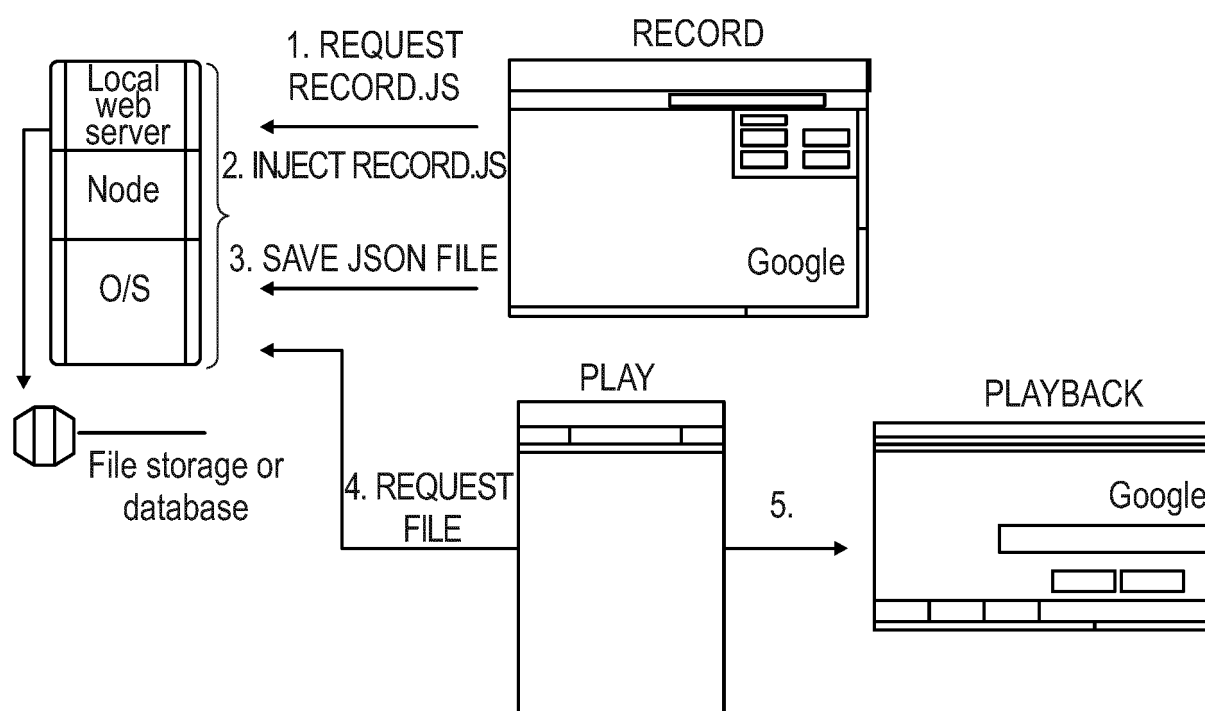 RECORD
1. REQUEST
RECORD.JS
Local
web
server
2. INJECT RECORD.JS
Node
3. SAVE JSON FILE
Google
O/S
PLAY
PLAYBACK
File storage or
database
4. REQUEST
FILE
5.
Google